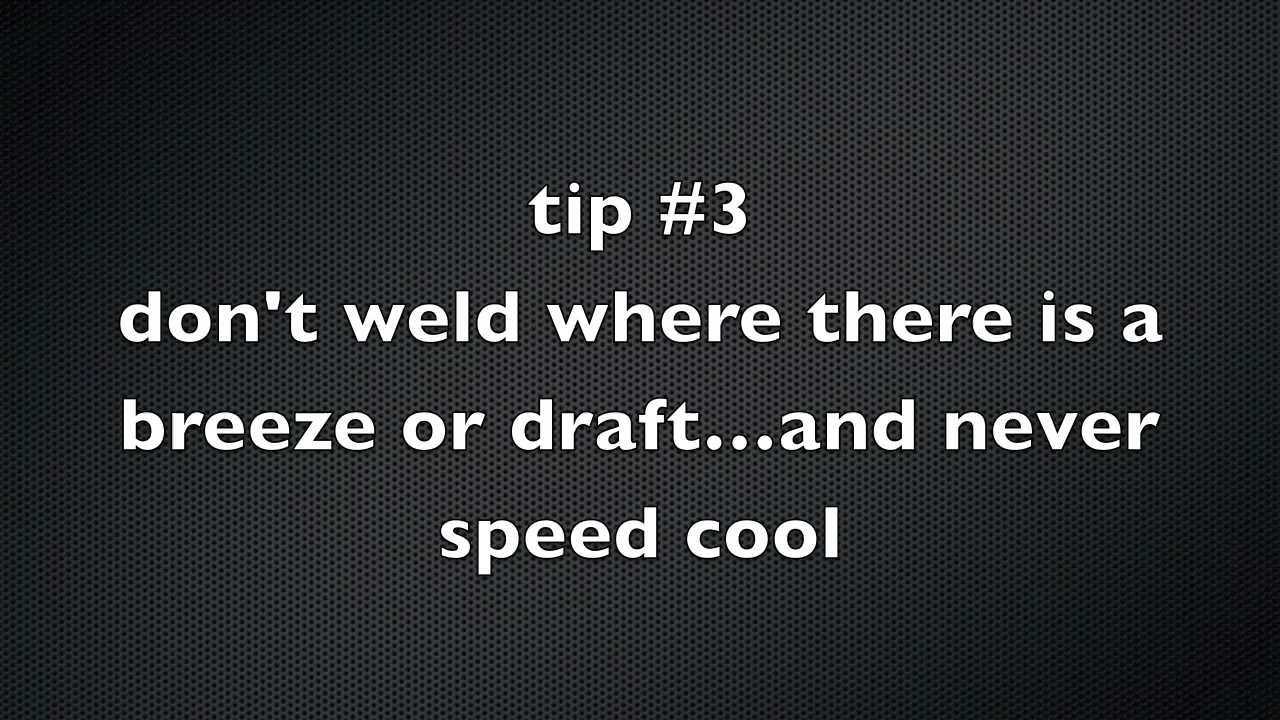 tip #3
don't weld where there is a
breeze or draft...and never
speed cool